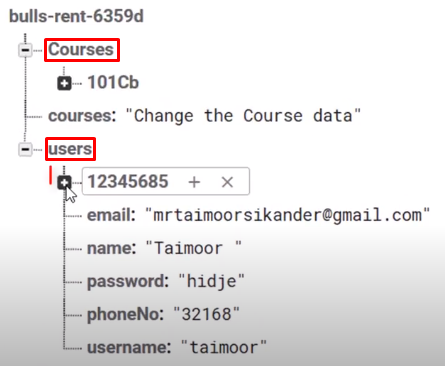 bulls-rent-6359d
Courses
101Cb
courses: "Change the Course data"
users
12345685 + ×
email: "mrtaimoorsikander@gmail.com"
name: "Taimoor "
password: "hidje"
phoneNo: "32168"
username: "taimoor"